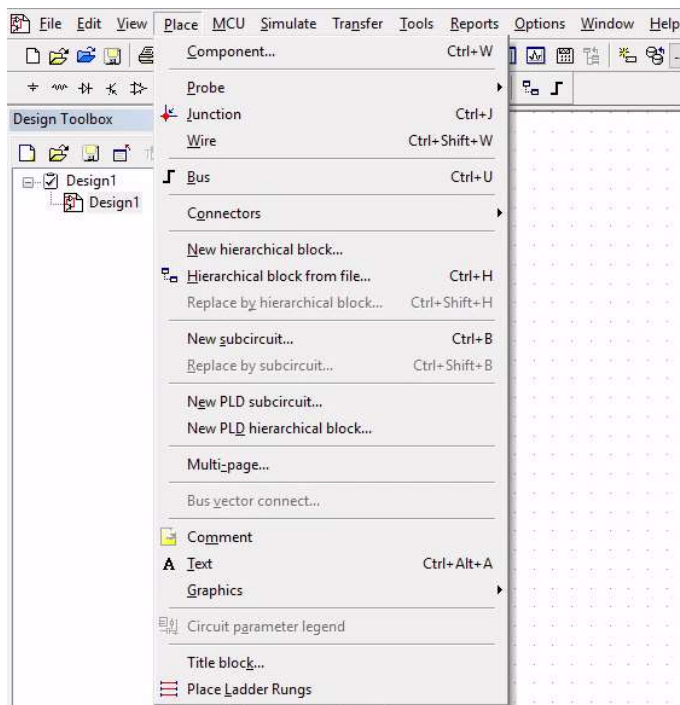 File Edit View Place MCU Simulate Transfer Tools Reports Options Window Help
Component... Ctrl+W
Probe
Design Toolbox
Junction Ctrl+J
Wire Ctrl+Shift+W
Design1
Bus Ctrl+U
Design1
Connectors
New hierarchical block...
Hierarchical block from file... Ctrl+H
Replace by hierarchical block... Ctrl+Shift+H
New subcircuit... Ctrl+B
Replace by subcircuit... Ctrl+Shift+B
New PLD subcircuit...
New PLD hierarchical block...
Multi-page...
Bus vector connect...
Comment
A Text Ctrl+Alt+A
Graphics
Circuit parameter legend
Title block...
Place Ladder Rungs